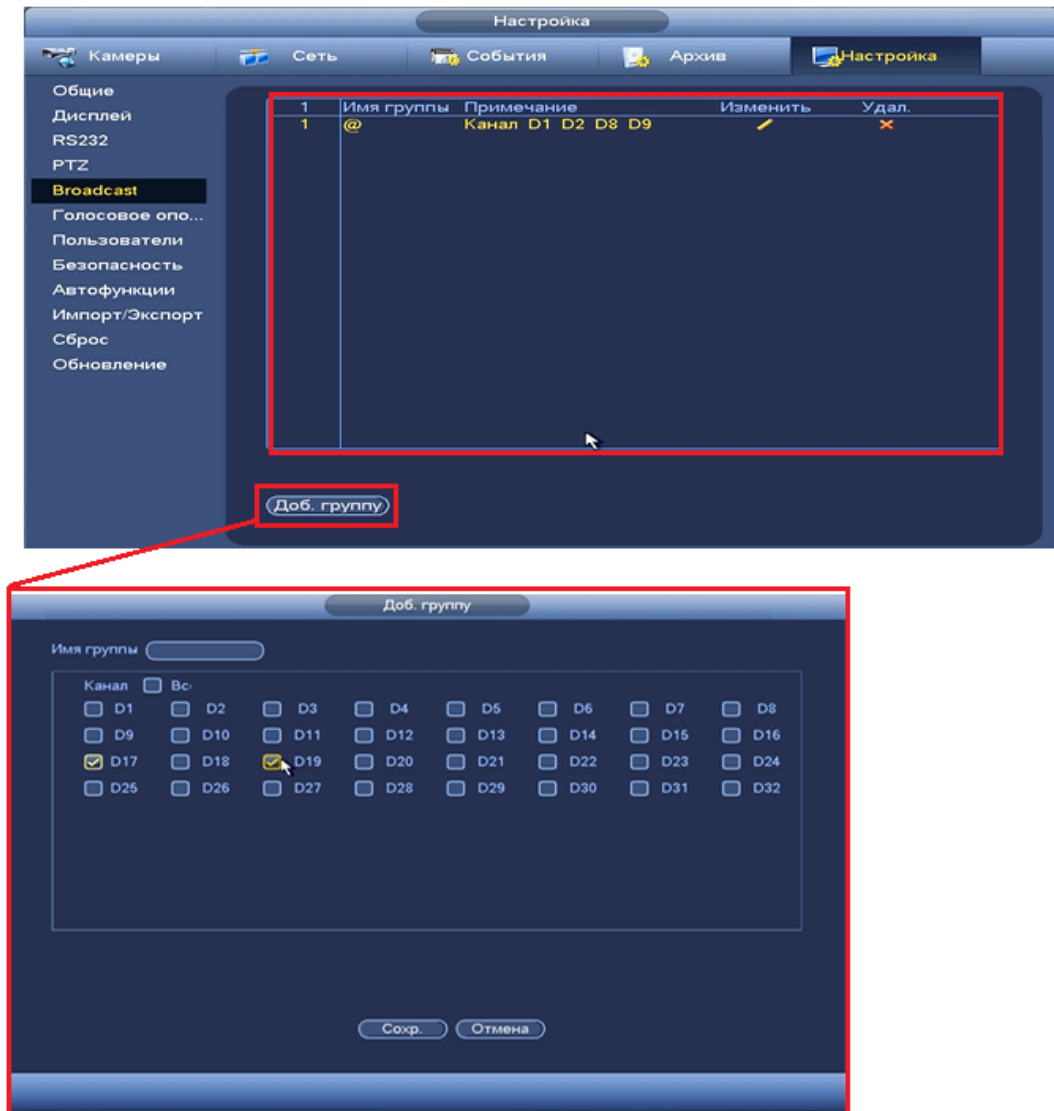 Настройка
Камеры Сеть События Архив Настройка
Общие
Дисплей
RS232
PTZ
Broadcast
Голосовое опо...
Пользователи
Безопасность
Автофункции
Импорт/Экспорт
Сброс
Обновление
1 Имя группы Примечание Изменить Удал.
1 @ Канал D1 D2 D8 D9
Доб. группу
Доб. группу
Имя группы
Канал Вс
D1 D2 D3 D4 D5 D6 D7 D8
D9 D10 D11 D12 D13 D14 D15 D16
D17 D18 D19 D20 D21 D22 D23 D24
D25 D26 D27 D28 D29 D30 D31 D32
Сохр. Отмена